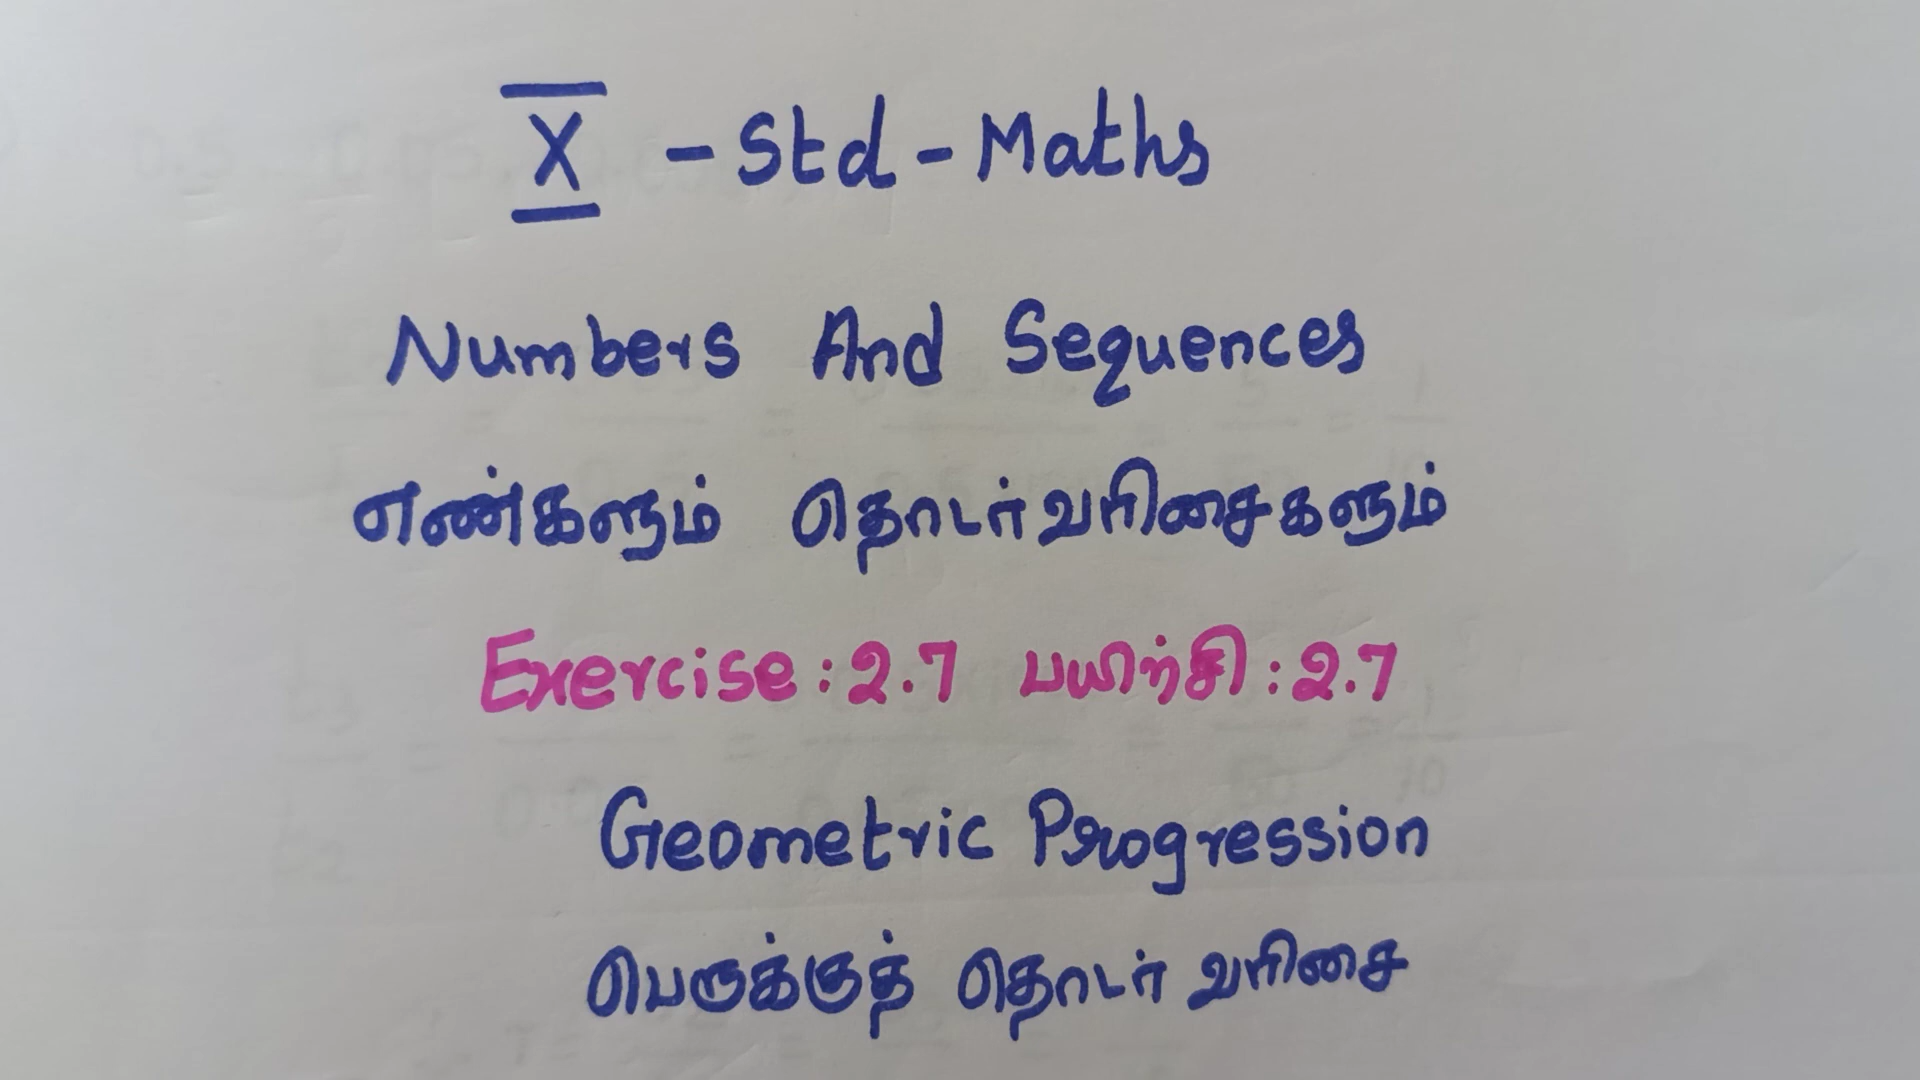 X - Std - Maths
Numbers And Sequences
எண்களும் தொடர்வரிசைகளும்
Exercise : 2.7 பயிற்சி : 2.7
Geometric Progression
பெருக்குத் தொடர் வரிசை